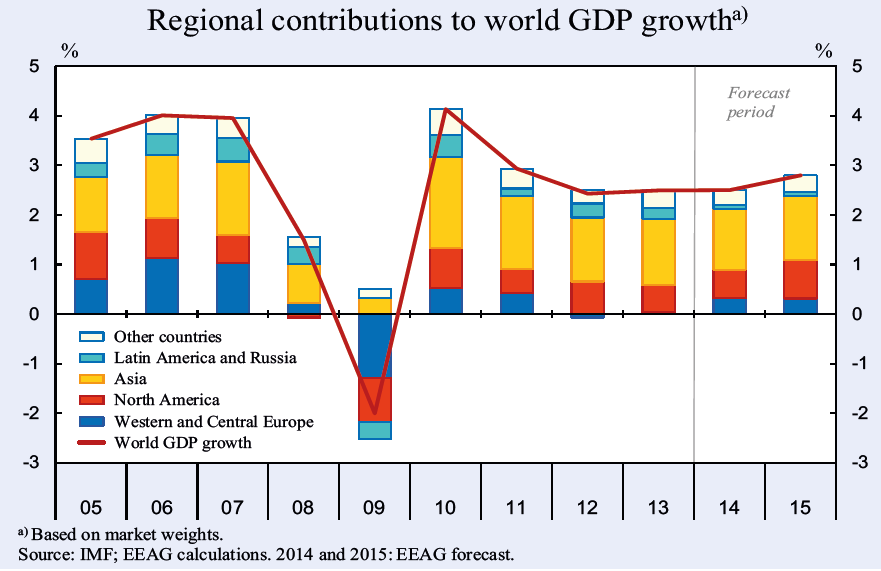 Regional contributions to world GDP growth a)
% %
5 5
4 4
3 3
2 2
1 1
0 0
-1 -1
-2 -2
-3 -3
Forecast
period
Other countries
Latin America and Russia
Asia
North America
Western and Central Europe
World GDP growth
05 06 07 08 09 10 11 12 13 14 15
a) Based on market weights.
Source: IMF; EEAG calculations. 2014 and 2015: EEAG forecast.